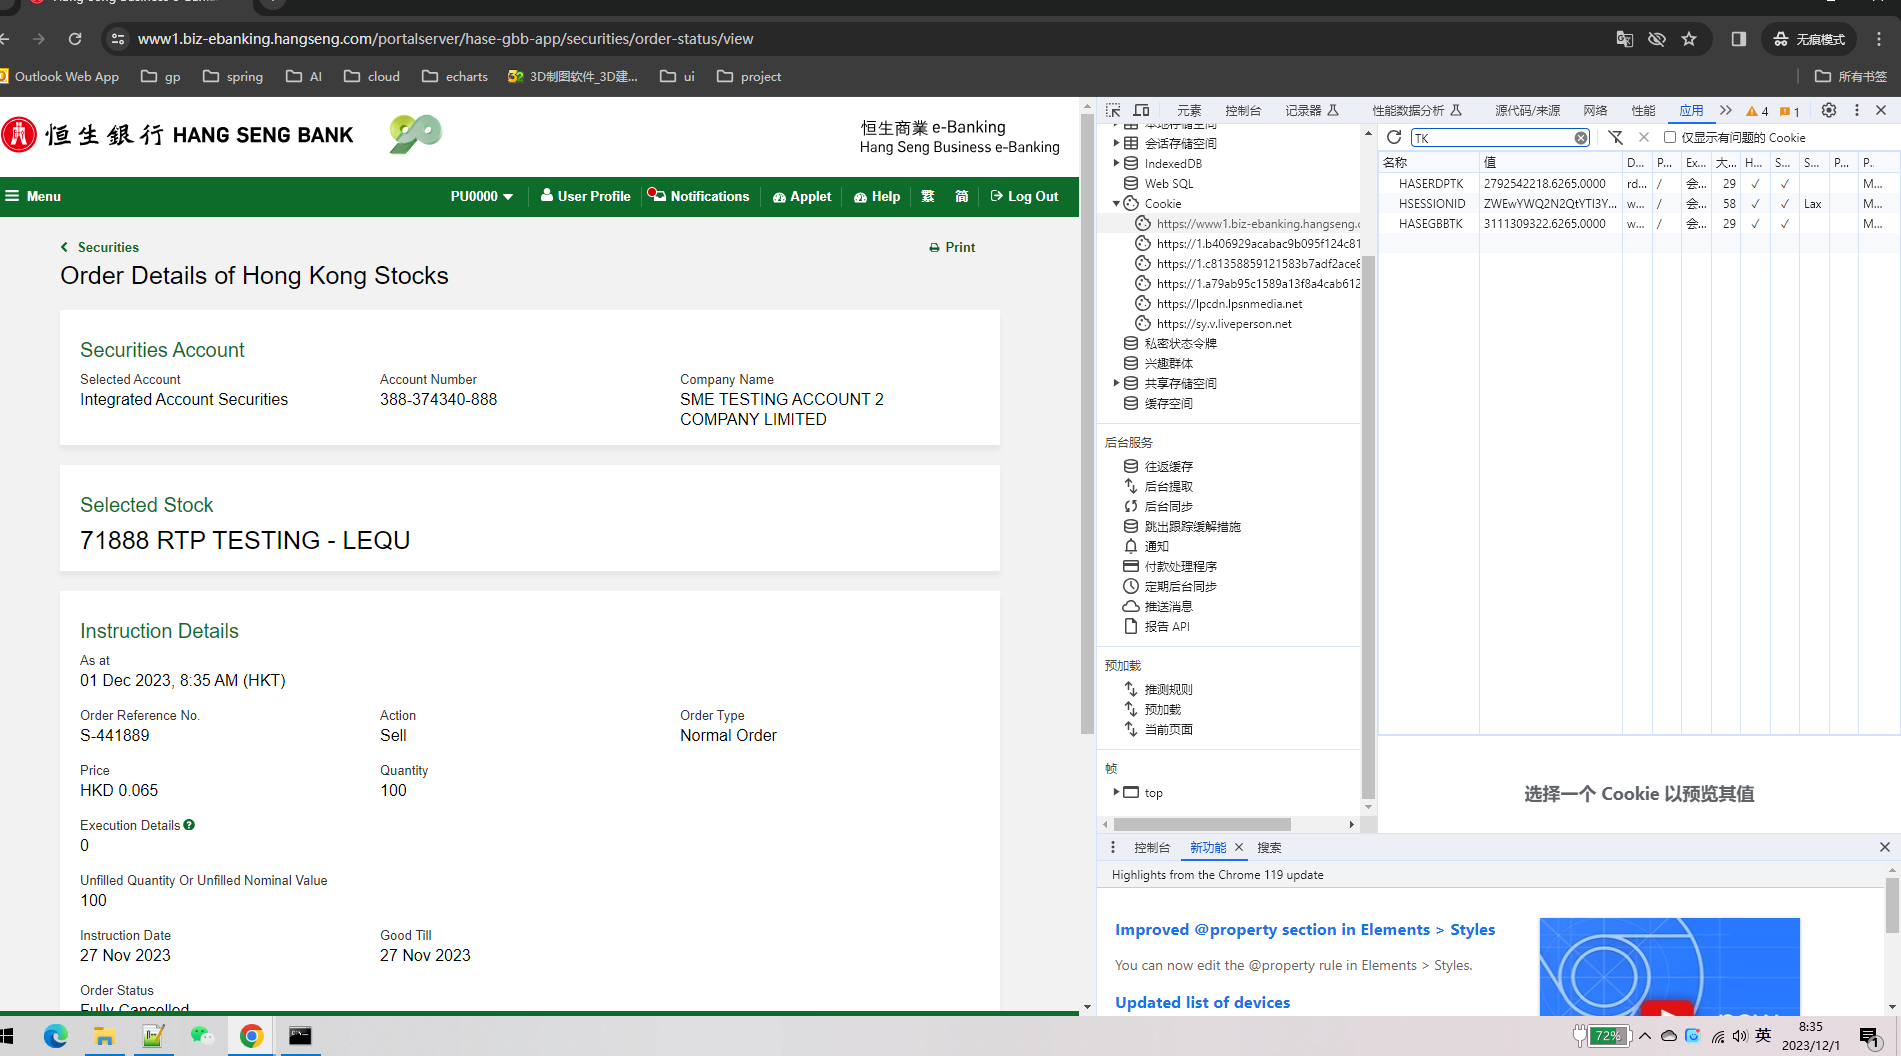 www1.biz-ebanking.hangseng.com/portalserver/hase-gbb-app/securities/order-status/view
无痕模式
Outlook Web App
gp
spring
AI
cloud
echarts
3D制图软件_3D建...
ui
project
所有书签
恒生銀行 HANG SENG BANK
90
恒生商業 e-Banking
Hang Seng Business e-Banking
Menu
PU0000
User Profile
Notifications
Applet
Help
繁
简
Log Out
Securities
Print
Order Details of Hong Kong Stocks
Securities Account
Selected Account
Integrated Account Securities
Account Number
388-374340-888
Company Name
SME TESTING ACCOUNT 2
COMPANY LIMITED
Selected Stock
71888 RTP TESTING - LEQU
Instruction Details
As at
01 Dec 2023, 8:35 AM (HKT)
Order Reference No.
S-441889
Action
Sell
Order Type
Normal Order
Price
HKD 0.065
Quantity
100
Execution Details
0
Unfilled Quantity Or Unfilled Nominal Value
100
Instruction Date
27 Nov 2023
Good Till
27 Nov 2023
Order Status
Fully Cancelled
元素
控制台
记录器
性能数据分析
源代码/来源
网络
性能
应用
4
1
本地存储空间
会话存储空间
IndexedDB
Web SQL
Cookie
https://www1.biz-ebanking.hangseng.c
https://1.b406929acabac9b095f124c81
https://1.c81358859121583b7adf2ace8
https://1.a79ab95c1589a13f8a4cab612
https://lpcdn.lpsnmedia.net
https://sy.v.liveperson.net
私密状态令牌
兴趣群体
共享存储空间
缓存空间
后台服务
往返缓存
后台提取
后台同步
跳出跟踪缓解措施
通知
付款处理程序
定期后台同步
推送消息
报告 API
预加载
推测规则
预加载
当前页面
帧
top
TK
仅显示有问题的 Cookie
名称 值 D... P... Ex... 大... H... S... S... P... P.
HASERDPTK 2792542218.6265.0000 rd... / 会... 29 ✓ ✓ M...
HSESSIONID ZWEwYWQ2N2QtYTI3Y... w... / 会... 58 ✓ ✓ Lax M...
HASEGBBTK 3111309322.6265.0000 w... / 会... 29 ✓ ✓ M...
选择一个 Cookie 以预览其值
控制台
新功能
搜索
Highlights from the Chrome 119 update
Improved @property section in Elements > Styles
You can now edit the @property rule in Elements > Styles.
Updated list of devices
72%
英
8:35
2023/12/1
1